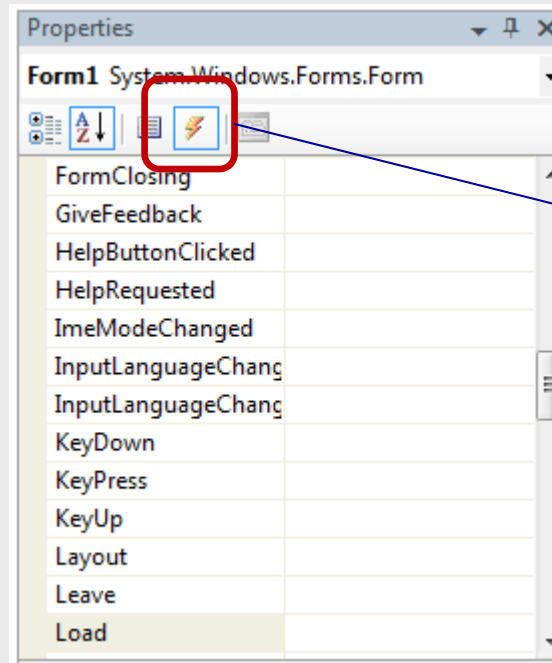 Properties
Form1 System.Windows.Forms.Form
A
Z
FormClosing
GiveFeedback
HelpButtonClicked
HelpRequested
ImeModeChanged
InputLanguageChang
InputLanguageChang
KeyDown
KeyPress
KeyUp
Layout
Leave
Load